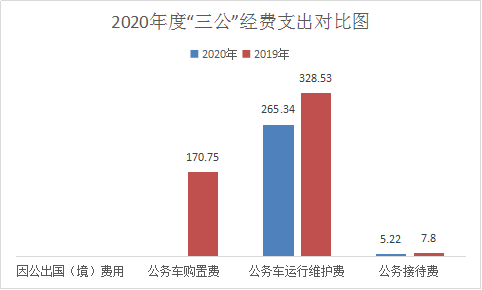 2020年度“三公”经费支出对比图
2020年 2019年
328.53
265.34
170.75
5.22 7.8
因公出国（境）费用 公务车购置费 公务车运行维护费 公务接待费